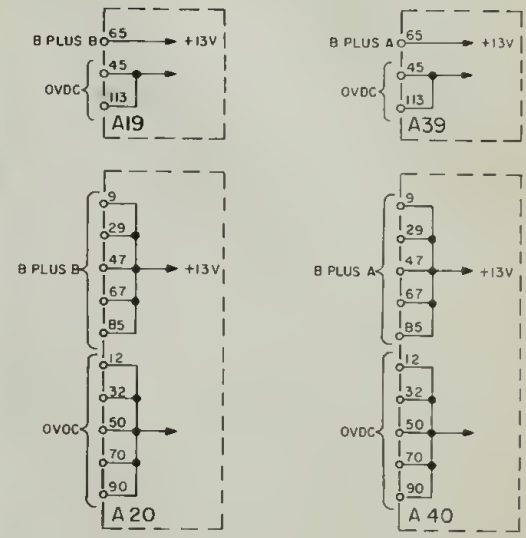 B PLUS B 65 +13V
45
OVDC
113
A19
B PLUS A 65 +13V
45
OVDC
113
A39
9
29
B PLUS B 47 +13V
67
85
12
32
OVDC 50
70
90
A20
9
29
B PLUS A 47 +13V
67
85
12
32
OVDC 50
70
90
A40